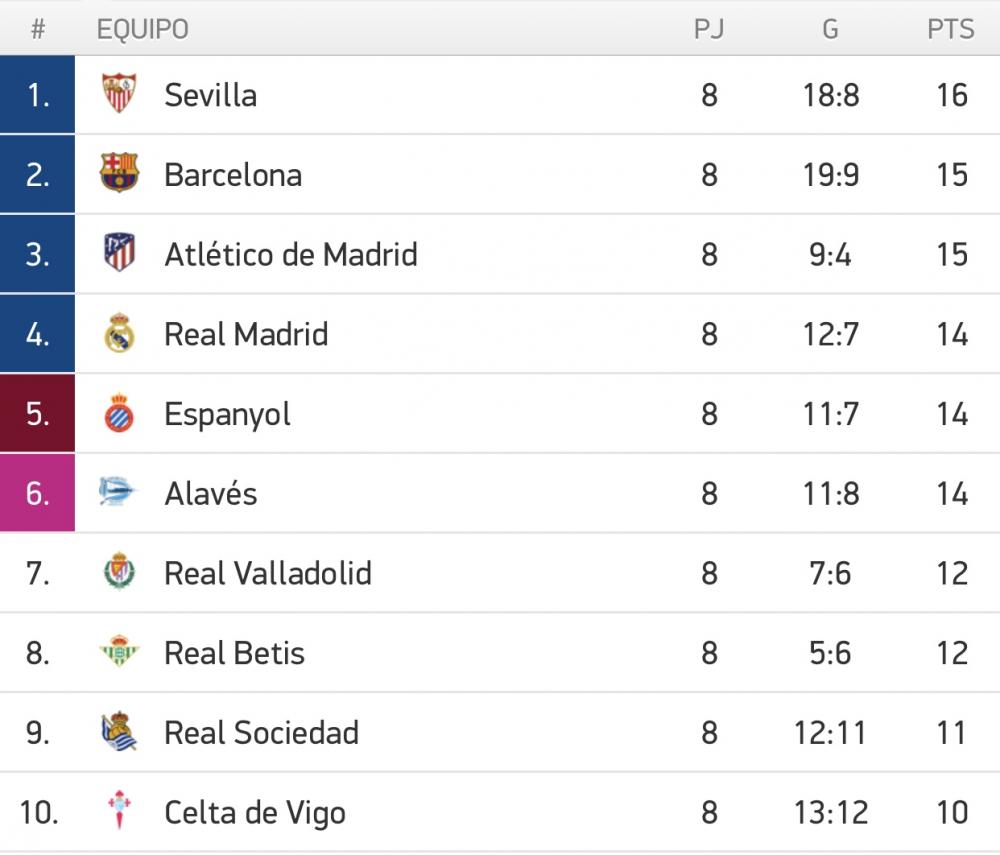 # EQUIPO PJ G PTS
1. Sevilla 8 18:8 16
2. Barcelona 8 19:9 15
3. Atlético de Madrid 8 9:4 15
4. Real Madrid 8 12:7 14
5. Espanyol 8 11:7 14
6. Alavés 8 11:8 14
7. Real Valladolid 8 7:6 12
8. Real Betis 8 5:6 12
9. Real Sociedad 8 12:11 11
10. Celta de Vigo 8 13:12 10